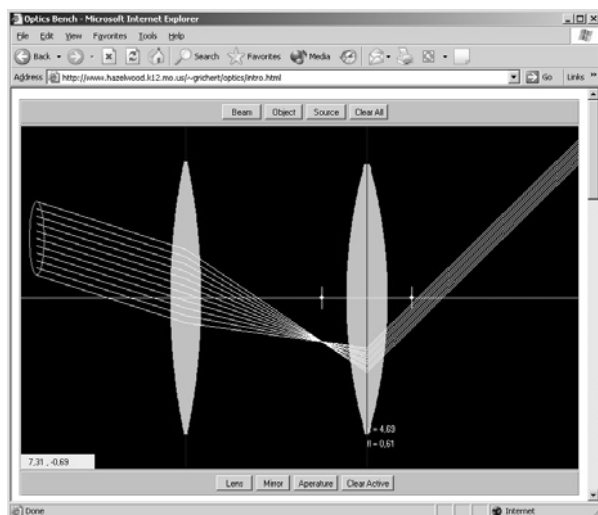 Optics Bench - Microsoft Internet Explorer
File Edit View Favorites Tools Help
Back Search Favorites Media
Address http://www.hazelwood.k12.mo.us/~grichert/optics/intro.html Go Links »
Beam Object Source Clear All
= 4,69
fl = 0,61
7,31 , -0,69
Lens Mirror Aperature Clear Active
Done Internet